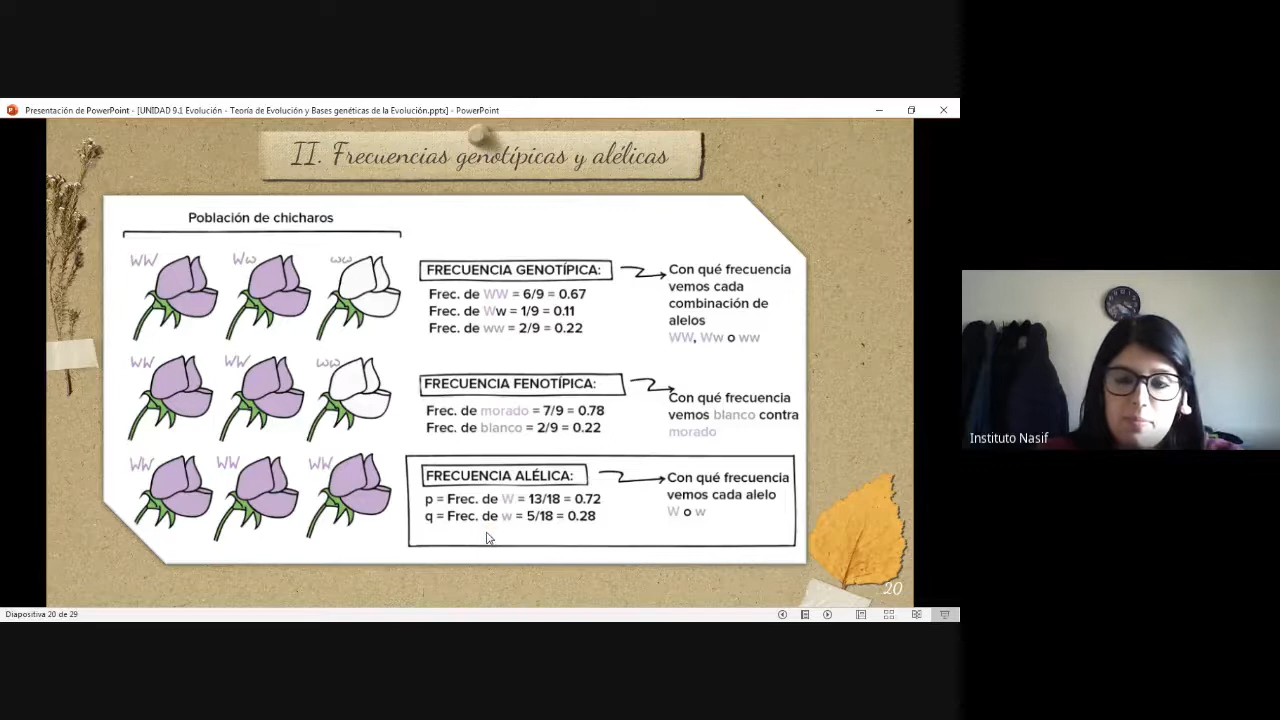 Presentación de PowerPoint - [UNIDAD 9.1 Evolución - Teoría de Evolución y Bases genéticas de la Evolución.pptx] - PowerPoint
II. Frecuencias genotípicas y alélicas
Población de chicharos
WW Ww ww
WW WW ww
WW WW WW
FRECUENCIA GENOTÍPICA:
Frec. de WW = 6/9 = 0.67
Frec. de Ww = 1/9 = 0.11
Frec. de ww = 2/9 = 0.22
Con qué frecuencia
vemos cada
combinación de
alelos
WW, Ww o ww
FRECUENCIA FENOTÍPICA:
Frec. de morado = 7/9 = 0.78
Frec. de blanco = 2/9 = 0.22
Con qué frecuencia
vemos blanco contra
morado
FRECUENCIA ALÉLICA:
p = Frec. de W = 13/18 = 0.72
q = Frec. de w = 5/18 = 0.28
Con qué frecuencia
vemos cada alelo
W o w
20
Diapositiva 20 de 29
Instituto Nasif